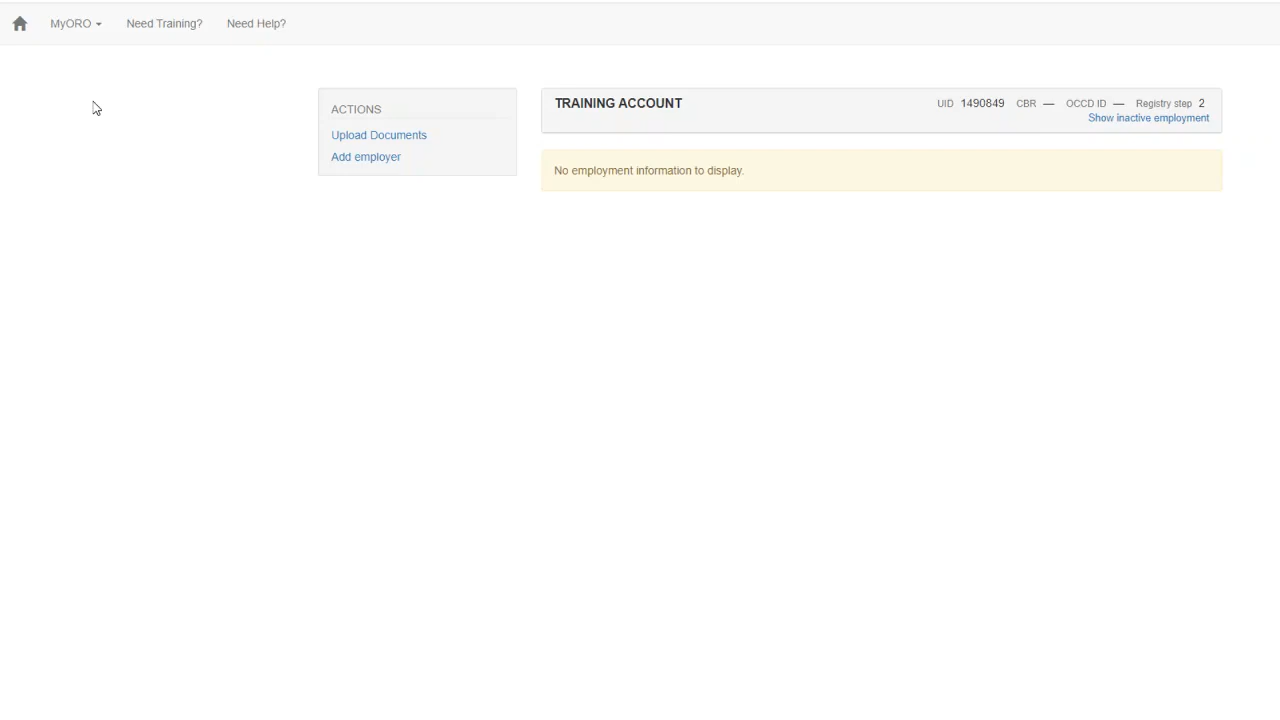 MyORO Need Training? Need Help?
ACTIONS
Upload Documents
Add employer
TRAINING ACCOUNT
UID 1490849 CBR — OCCD ID — Registry step 2
Show inactive employment
No employment information to display.